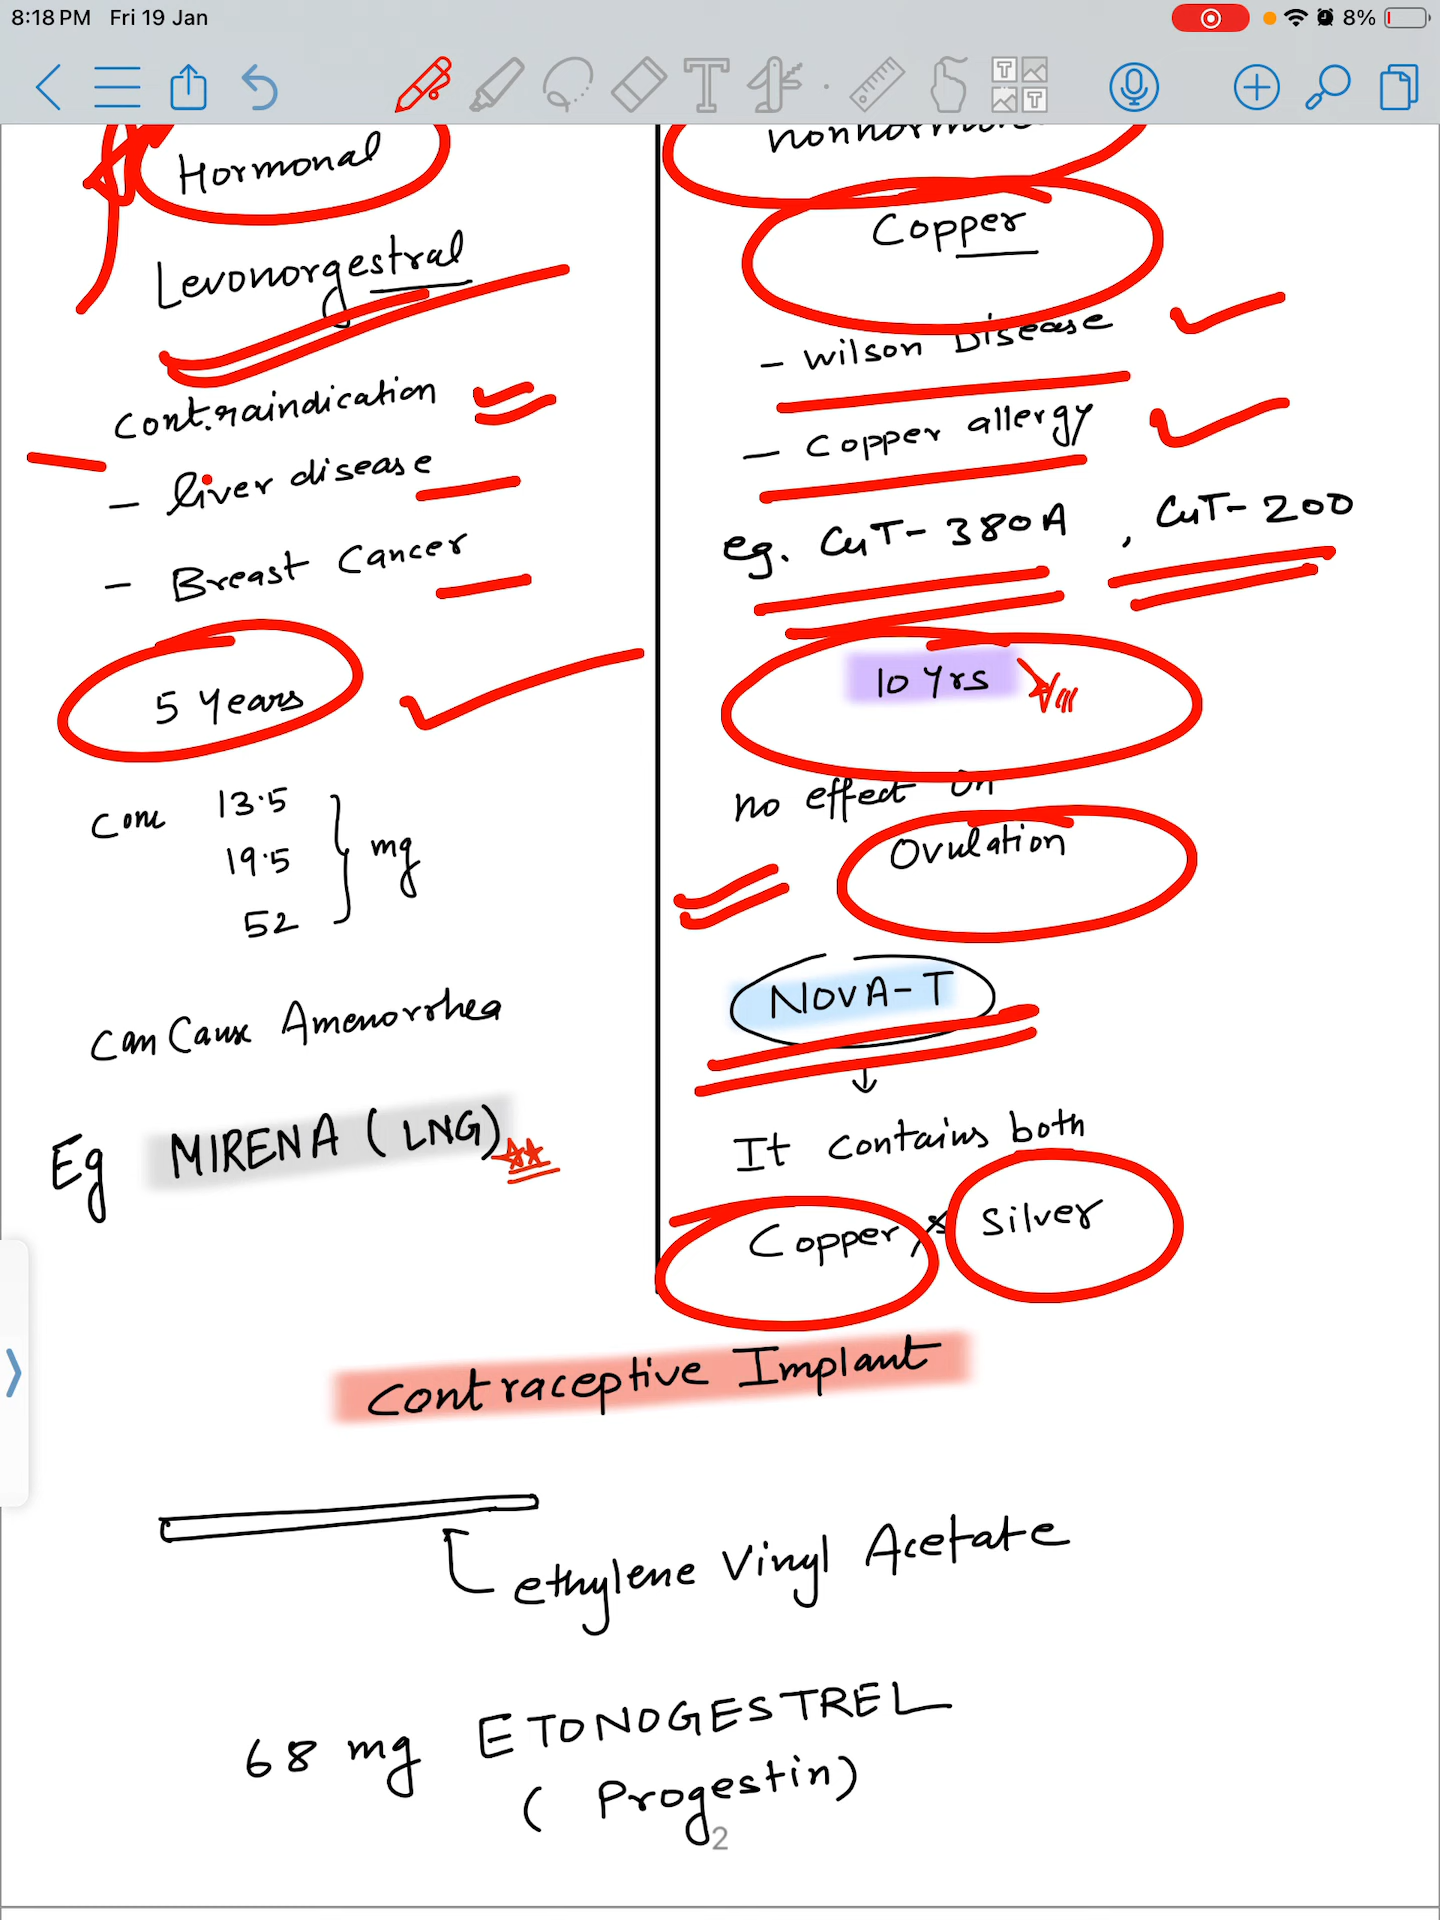 8:18 PM Fri 19 Jan
8%
Hormonal
Levonorgestral
Contraindication
- liver disease
- Breast Cancer
5 Years
Conc 13.5
19.5
52
mg
Can Cause Amenorrhea
Eg MIRENA (LNG)
nonhormonal
Copper
- Wilson Disease
- Copper allergy
eg. CuT-380A, CuT-200
10 Yrs
no effect on
Ovulation
NOVA-T
↓
It contains both
Copper & Silver
Contraceptive Implant
ethylene Vinyl Acetate
68 mg ETONOGESTREL
( Progestin)
2